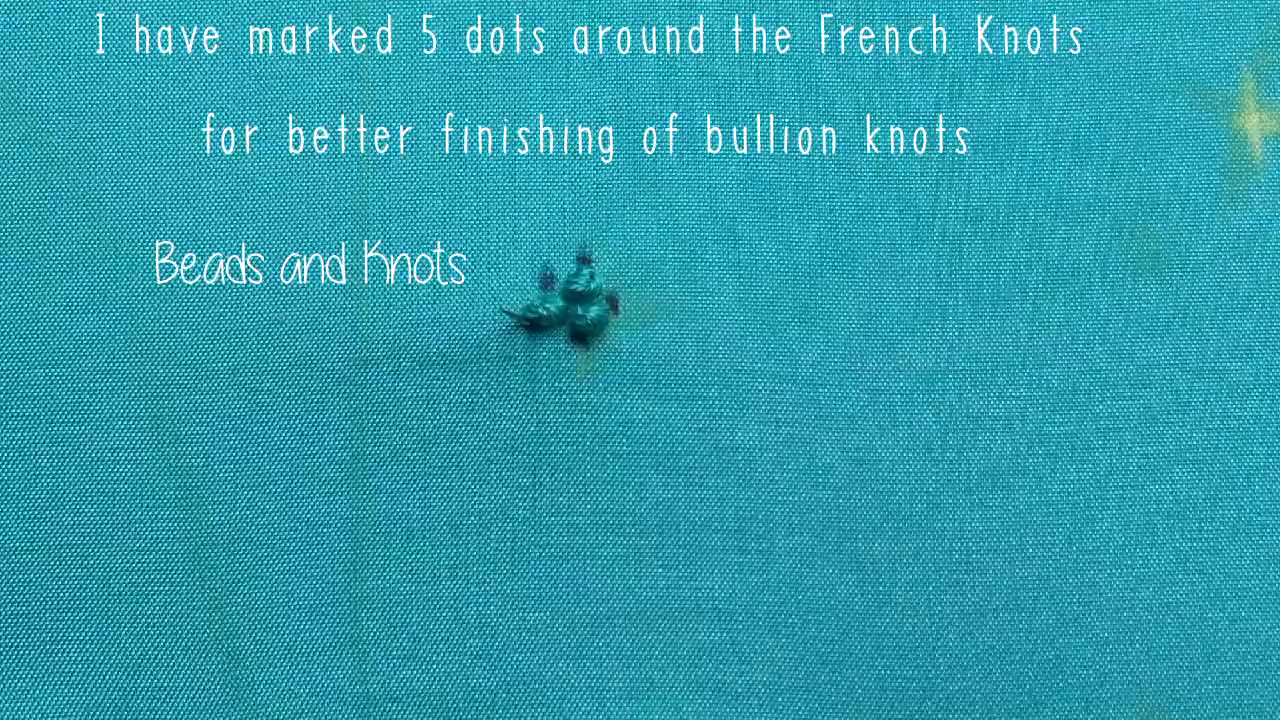 I have marked 5 dots around the French Knots
for better finishing of bullion knots
Beads and Knots